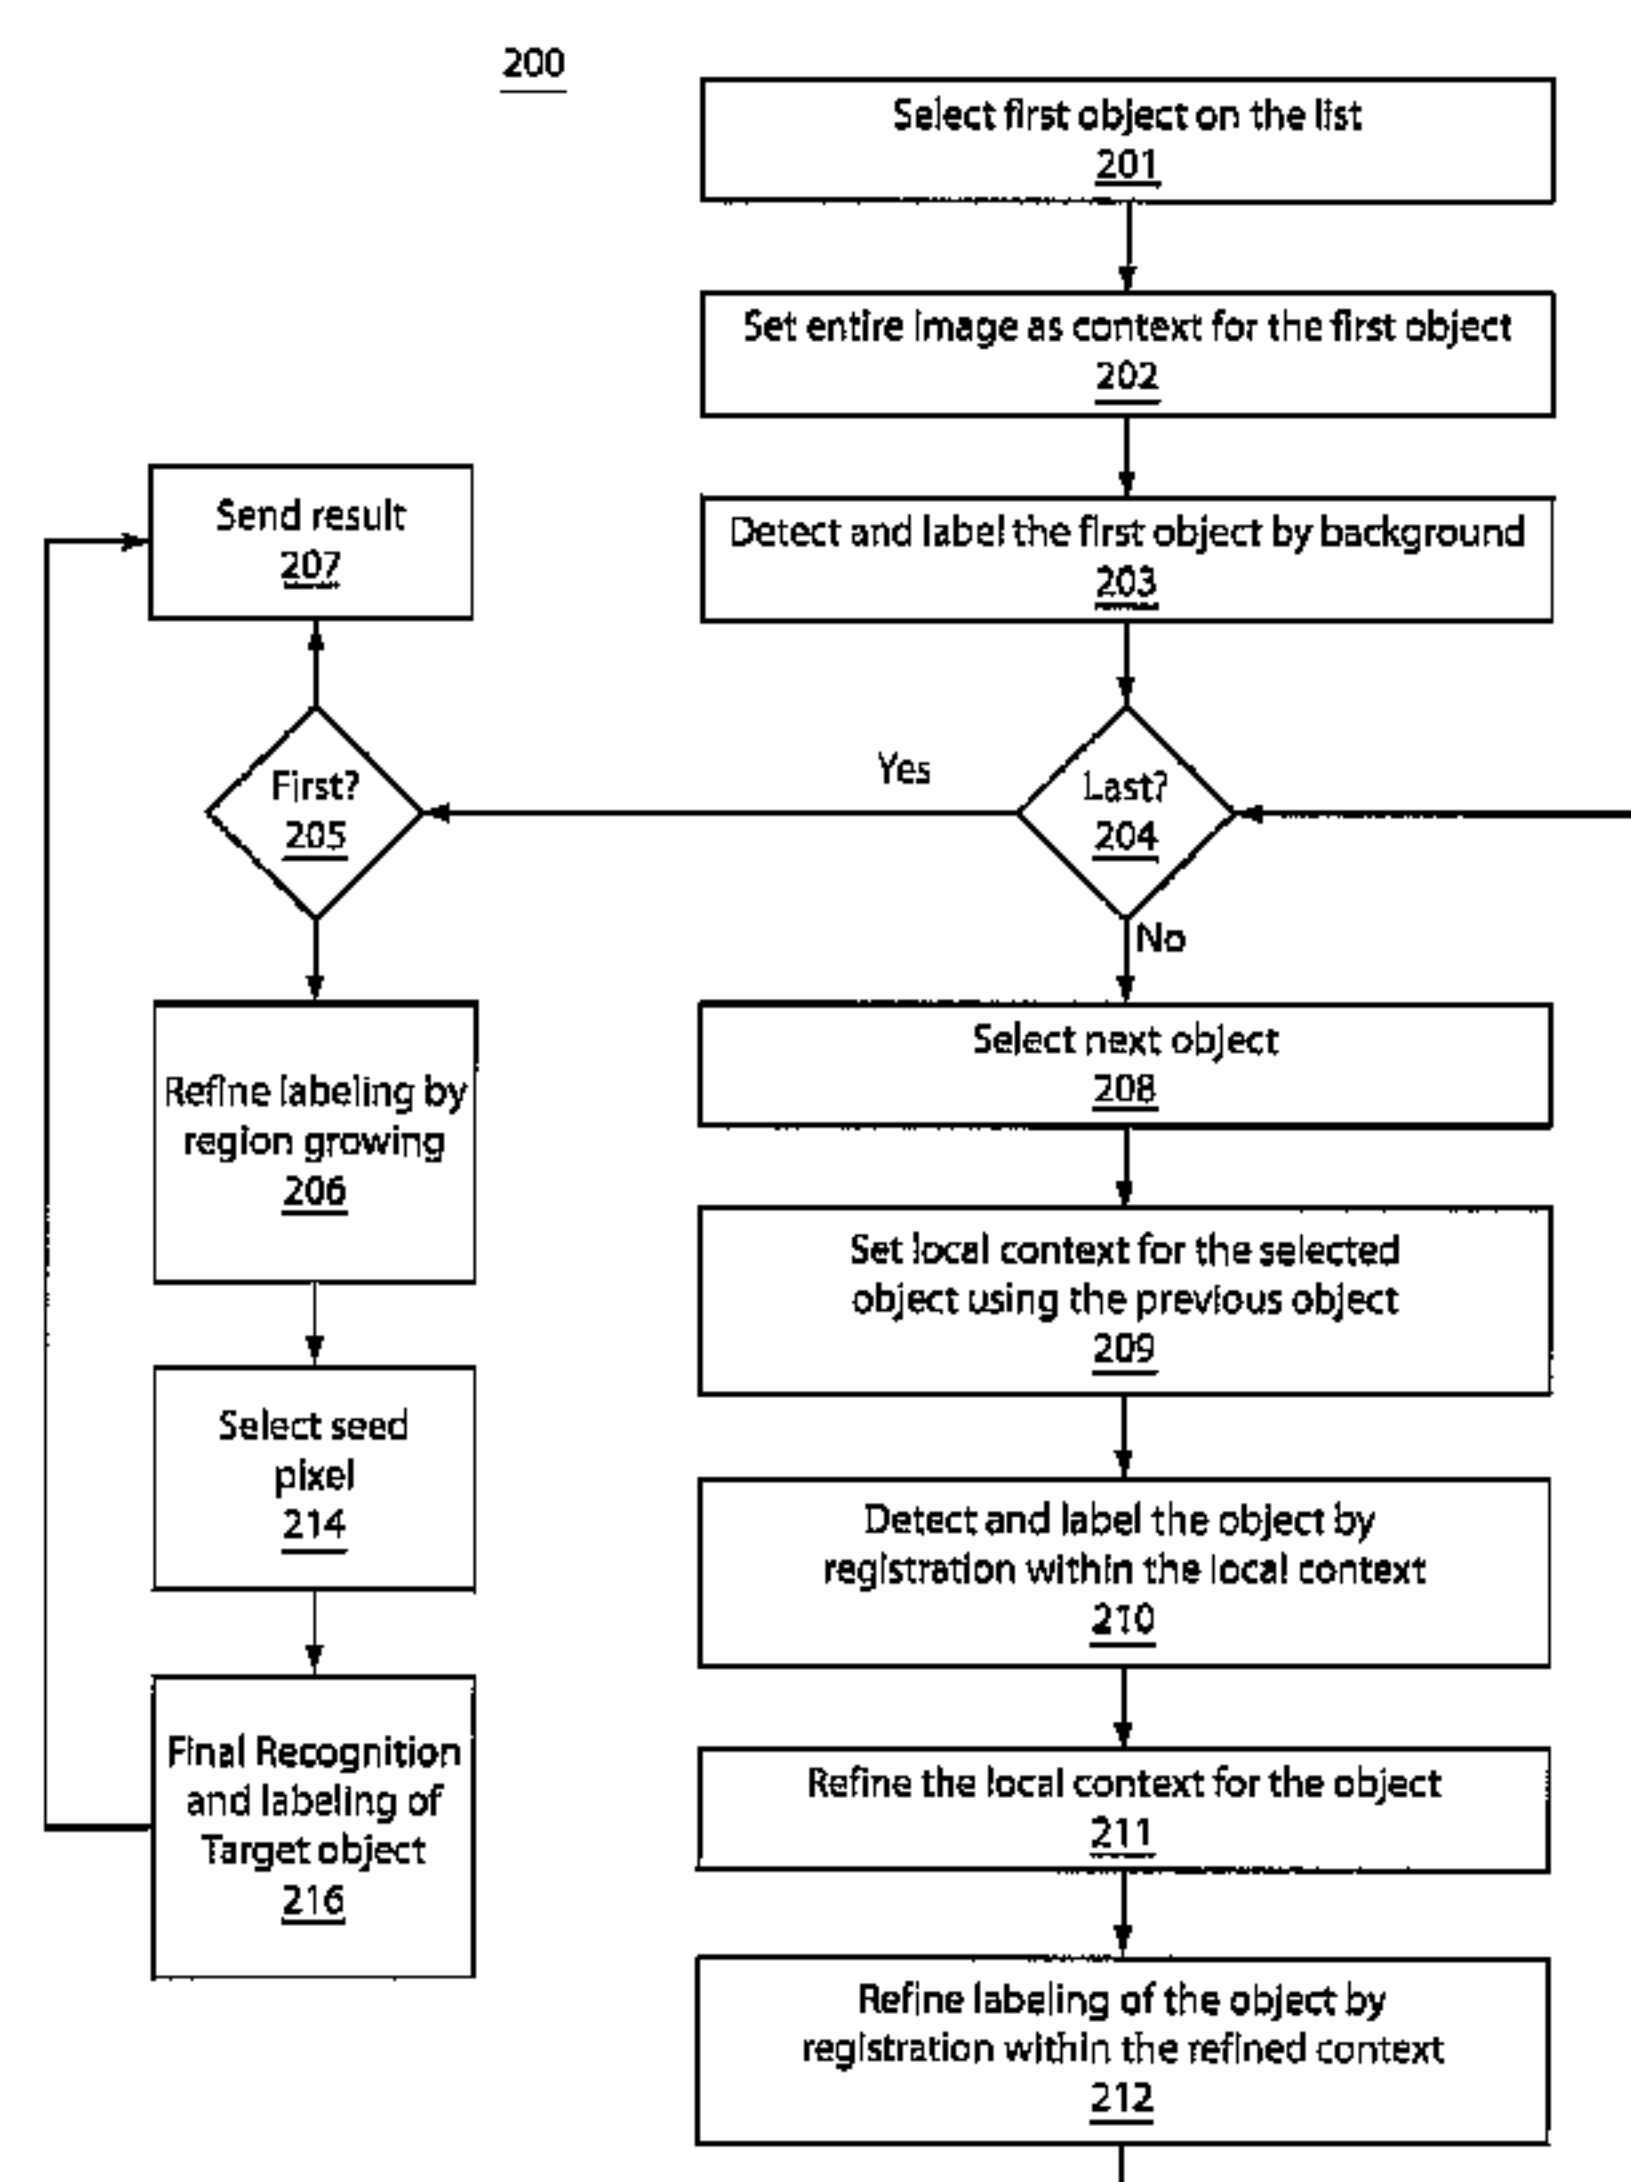 200
Select first object on the list
201
Set entire image as context for the first object
202
Send result
207
Detect and label the first object by background
203
Yes
First?
205
Last?
204
No
Refine labeling by
region growing
206
Select next object
208
Set local context for the selected
object using the previous object
209
Select seed
pixel
214
Detect and label the object by
registration within the local context
210
Final Recognition
and labeling of
Target object
216
Refine the local context for the object
211
Refine labeling of the object by
registration within the refined context
212